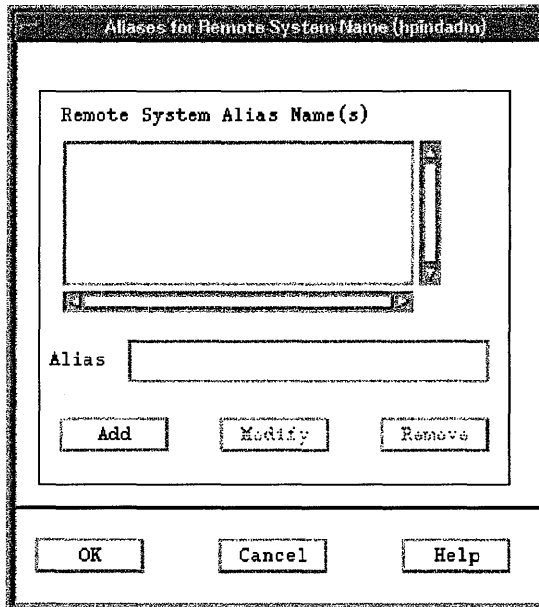 Aliases for Remote System Name (hpindadm)
Remote System Alias Name(s)
Alias
Add
Modify
Remove
OK
Cancel
Help